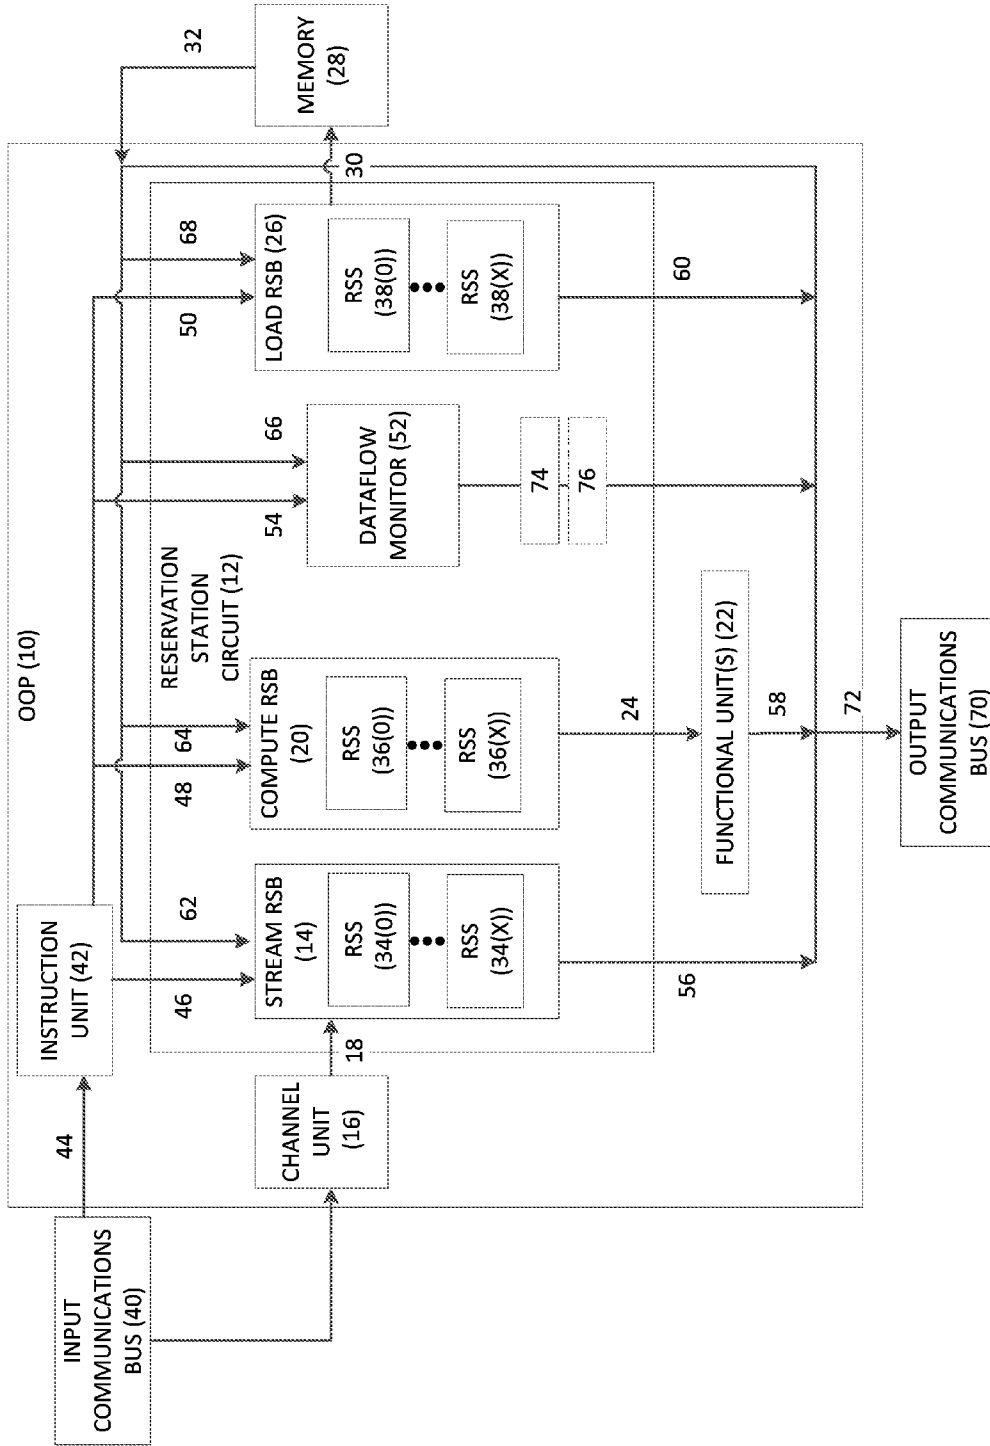 OOP (10)
INPUT
COMMUNICATIONS
BUS (40)
44
INSTRUCTION
UNIT (42)
CHANNEL
UNIT
(16)
18
RESERVATION
STATION
CIRCUIT (12)
46
62
STREAM RSB
(14)
RSS
(34(0))
RSS
(34(X))
56
48
64
COMPUTE RSB
(20)
RSS
(36(0))
RSS
(36(X))
24
FUNCTIONAL UNIT(S) (22)
58
54
66
DATAFLOW
MONITOR (52)
74
76
50
68
LOAD RSB (26)
RSS
(38(0))
RSS
(38(X))
60
30
32
MEMORY
(28)
72
OUTPUT
COMMUNICATIONS
BUS (70)